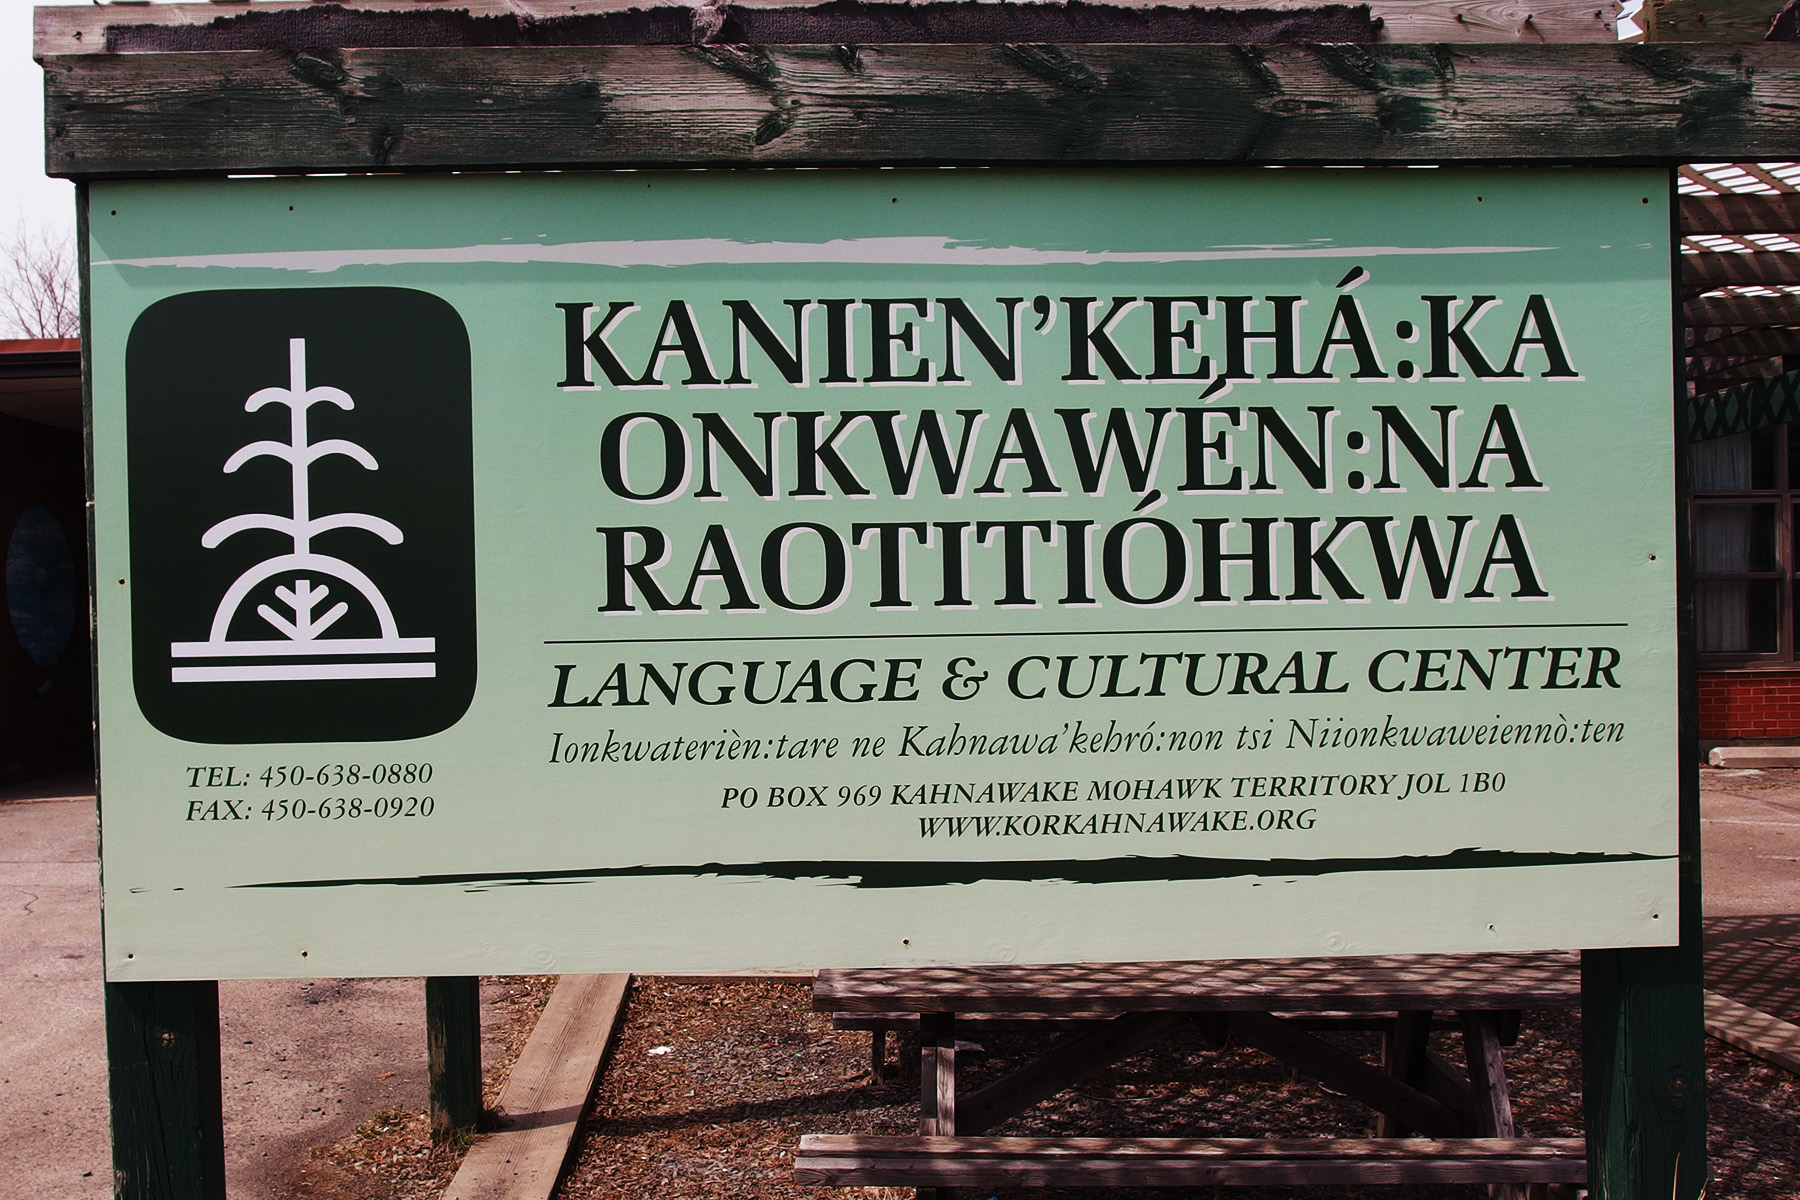 KANIEN’KEHÁ:KA
ONKWAWÉN:NA
RAOTITIÓHKWA
LANGUAGE & CULTURAL CENTER
Ionkwaterièn:tare ne Kahnawa’kehró:non tsi Niionkwaweiennò:ten
PO BOX 969 KAHNAWAKE MOHAWK TERRITORY JOL 1B0
WWW.KORKAHNAWAKE.ORG
TEL: 450-638-0880
FAX: 450-638-0920